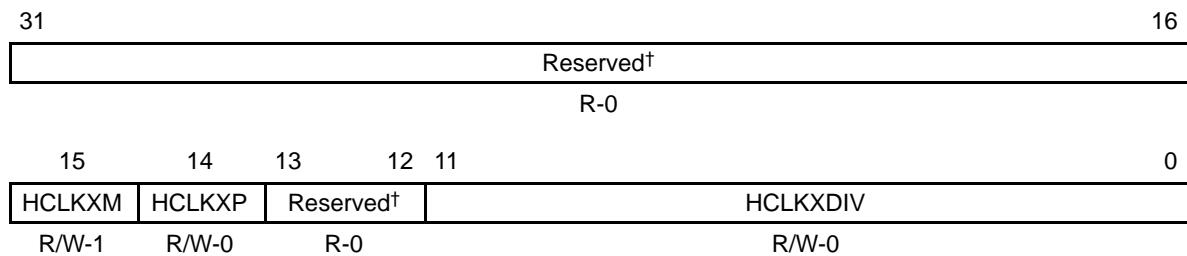 31 16
Reserved†
R-0
15 14 13 12 11 0
HCLKXM HCLKXP Reserved† HCLKXDIV
R/W-1 R/W-0 R-0 R/W-0